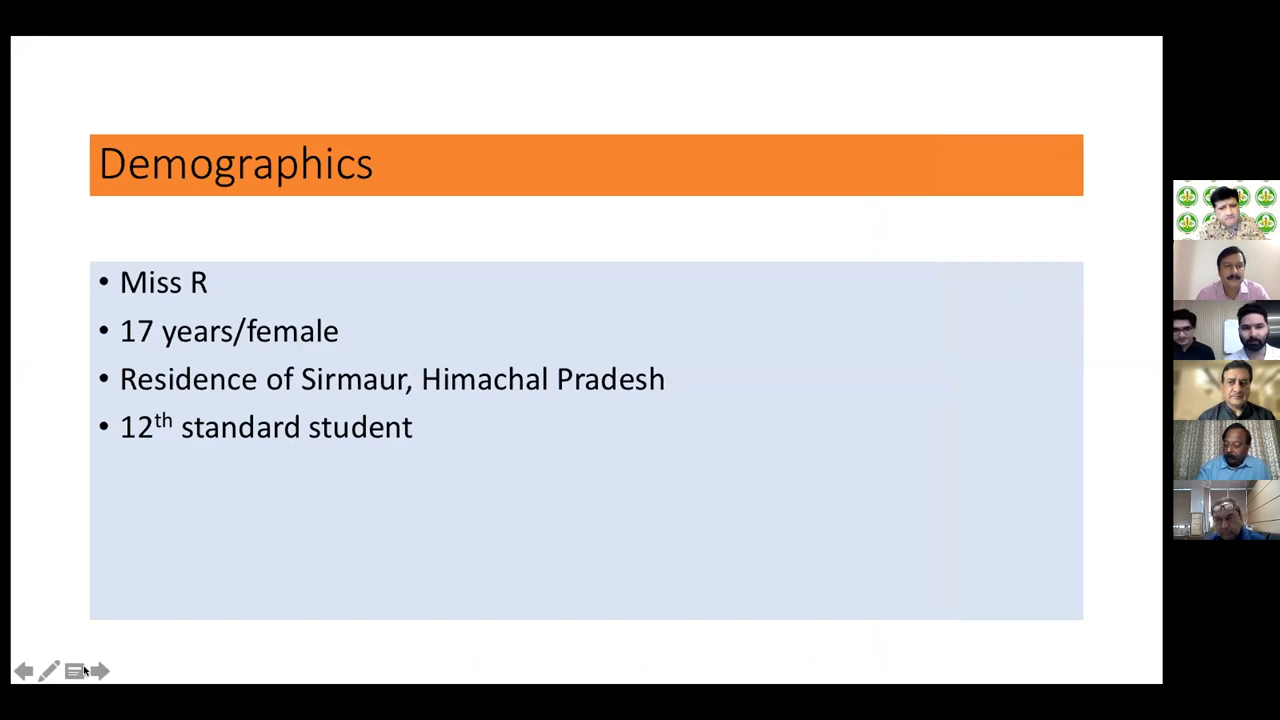 Demographics
• Miss R
• 17 years/female
• Residence of Sirmaur, Himachal Pradesh
• 12th standard student